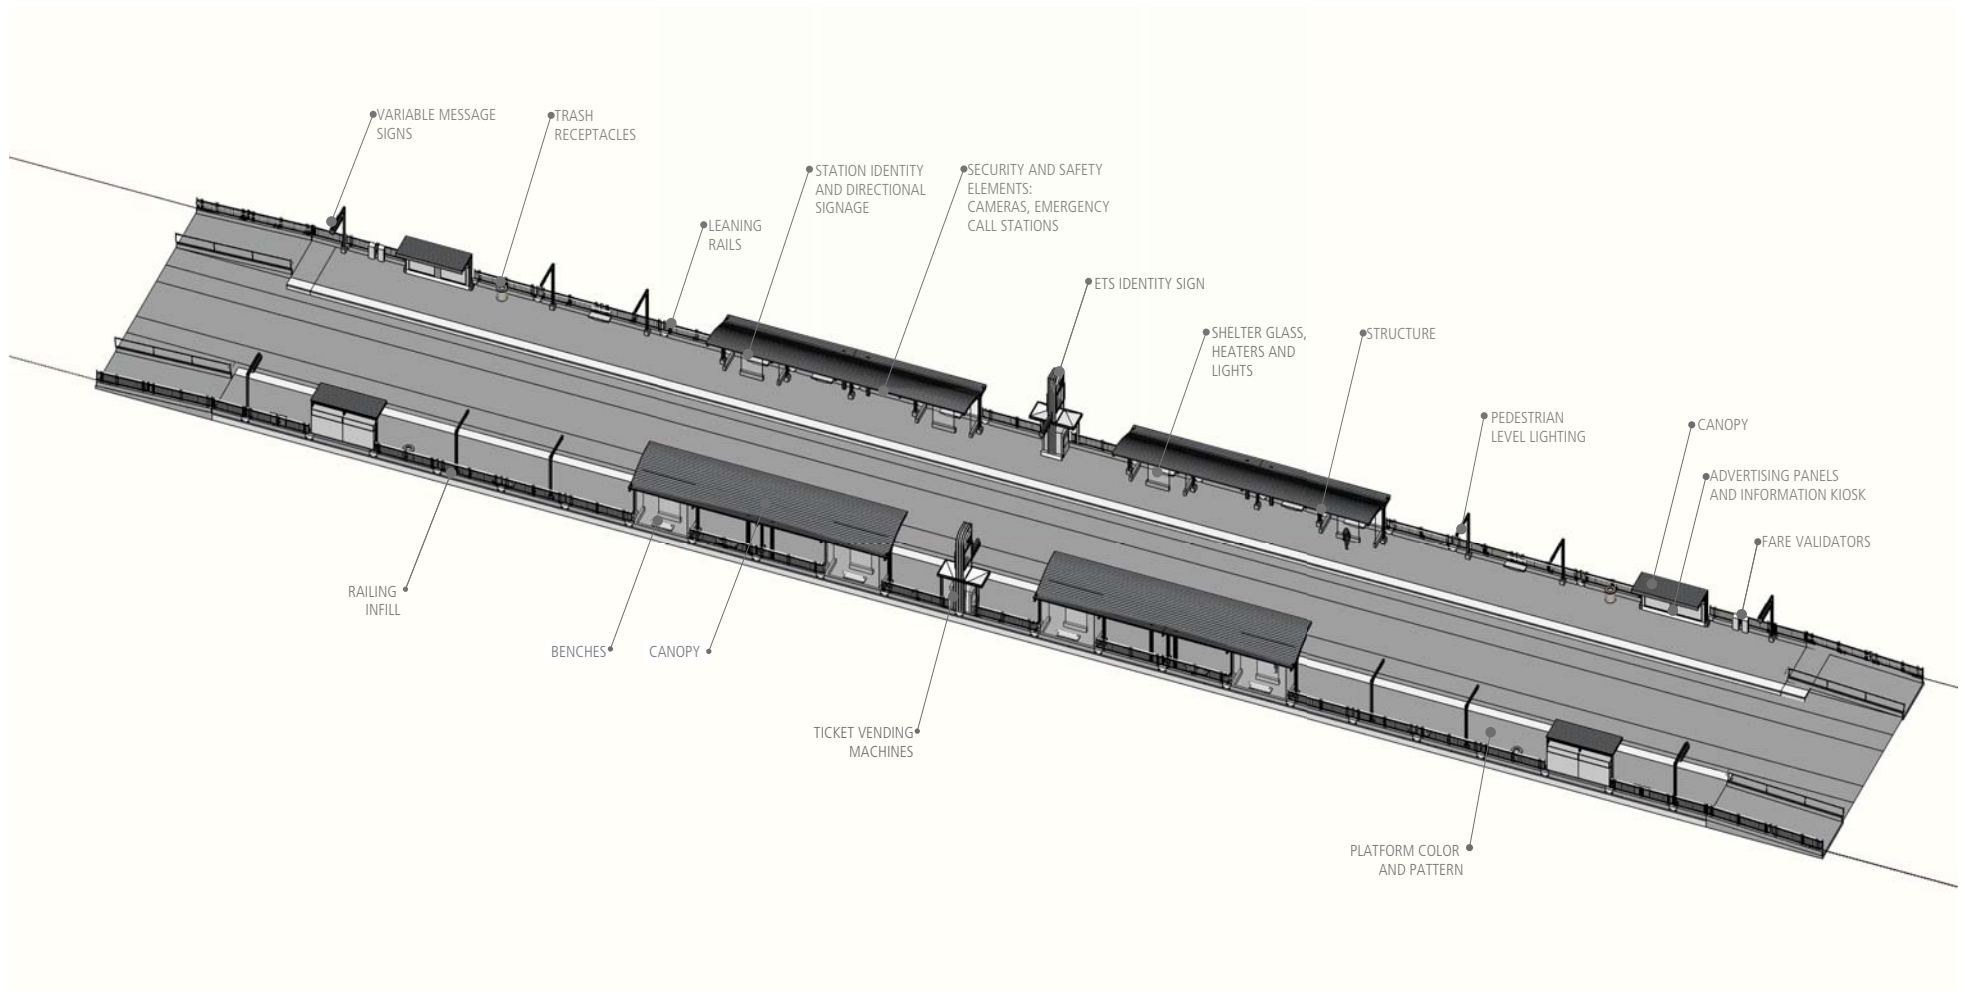 VARIABLE MESSAGE
SIGNS
TRASH
RECEPTACLES
STATION IDENTITY
AND DIRECTIONAL
SIGNAGE
SECURITY AND SAFETY
ELEMENTS:
CAMERAS, EMERGENCY
CALL STATIONS
LEANING
RAILS
ETS IDENTITY SIGN
SHELTER GLASS,
HEATERS AND
LIGHTS
STRUCTURE
PEDESTRIAN
LEVEL LIGHTING
CANOPY
ADVERTISING PANELS
AND INFORMATION KIOSK
FARE VALIDATORS
RAILING
INFILL
BENCHES
CANOPY
TICKET VENDING
MACHINES
PLATFORM COLOR
AND PATTERN